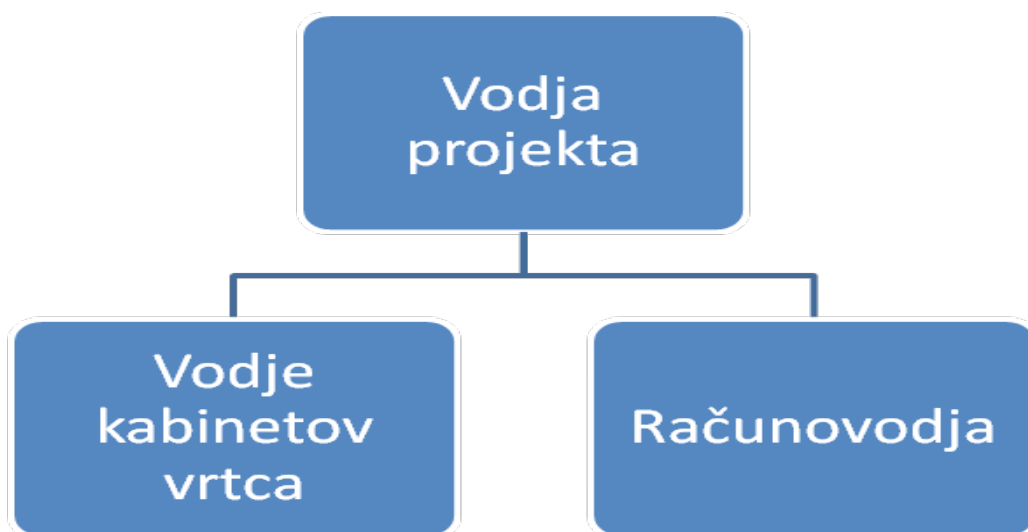 Vodja
projekta
Vodje
kabinetov
vrtca
Računovodja